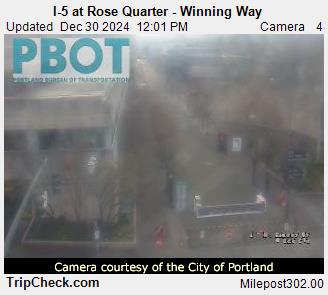 I-5 at Rose Quarter - Winning Way
Updated Dec 30 2024 12:01 PM Camera 4
PBOT
PORTLAND BUREAU OF TRANSPORTATION
Camera courtesy of the City of Portland
TripCheck.com Milepost302.00